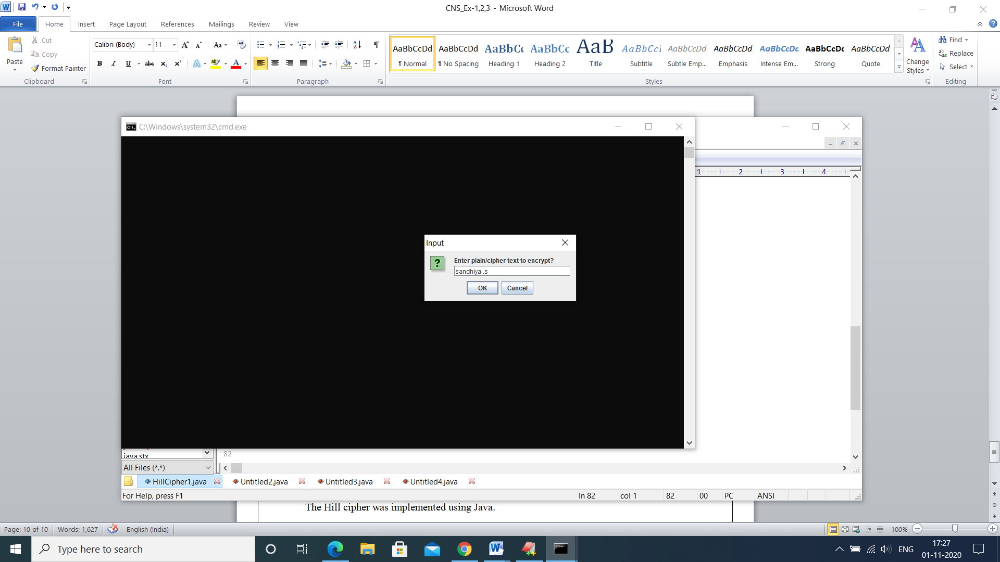 CNS_Ex-1,2,3 - Microsoft Word
File Home Insert Page Layout References Mailings Review View
Paste
Cut
Copy
Format Painter
Clipboard
Calibri (Body) 11
Font
Paragraph
AaBbCcDd AaBbCcDd AaBbCc AaBbCc AaB AaBbCcI AaBbCcDd AaBbCcDd AaBbCcDd AaBbCcDc AaBbCcDd
¶ Normal ¶ No Spacing Heading 1 Heading 2 Title Subtitle Subtle Emp... Emphasis Intense Em... Strong Quote
Styles
Change
Styles
Find
Replace
Select
Editing
C:\Windows\system32\cmd.exe
-1----+----2----+----3----+----4----+-
Input
Enter plain/cipher text to encrypt?
sandhiya .s
OK Cancel
java.stx
82
All Files (*.*)
HillCipher1.java Untitled2.java Untitled3.java Untitled4.java
For Help, press F1 ln 82 col 1 82 00 PC ANSI
The Hill cipher was implemented using Java.
Page: 10 of 10 Words: 1,627 English (India) 100%
Type here to search
ENG
17:27
01-11-2020